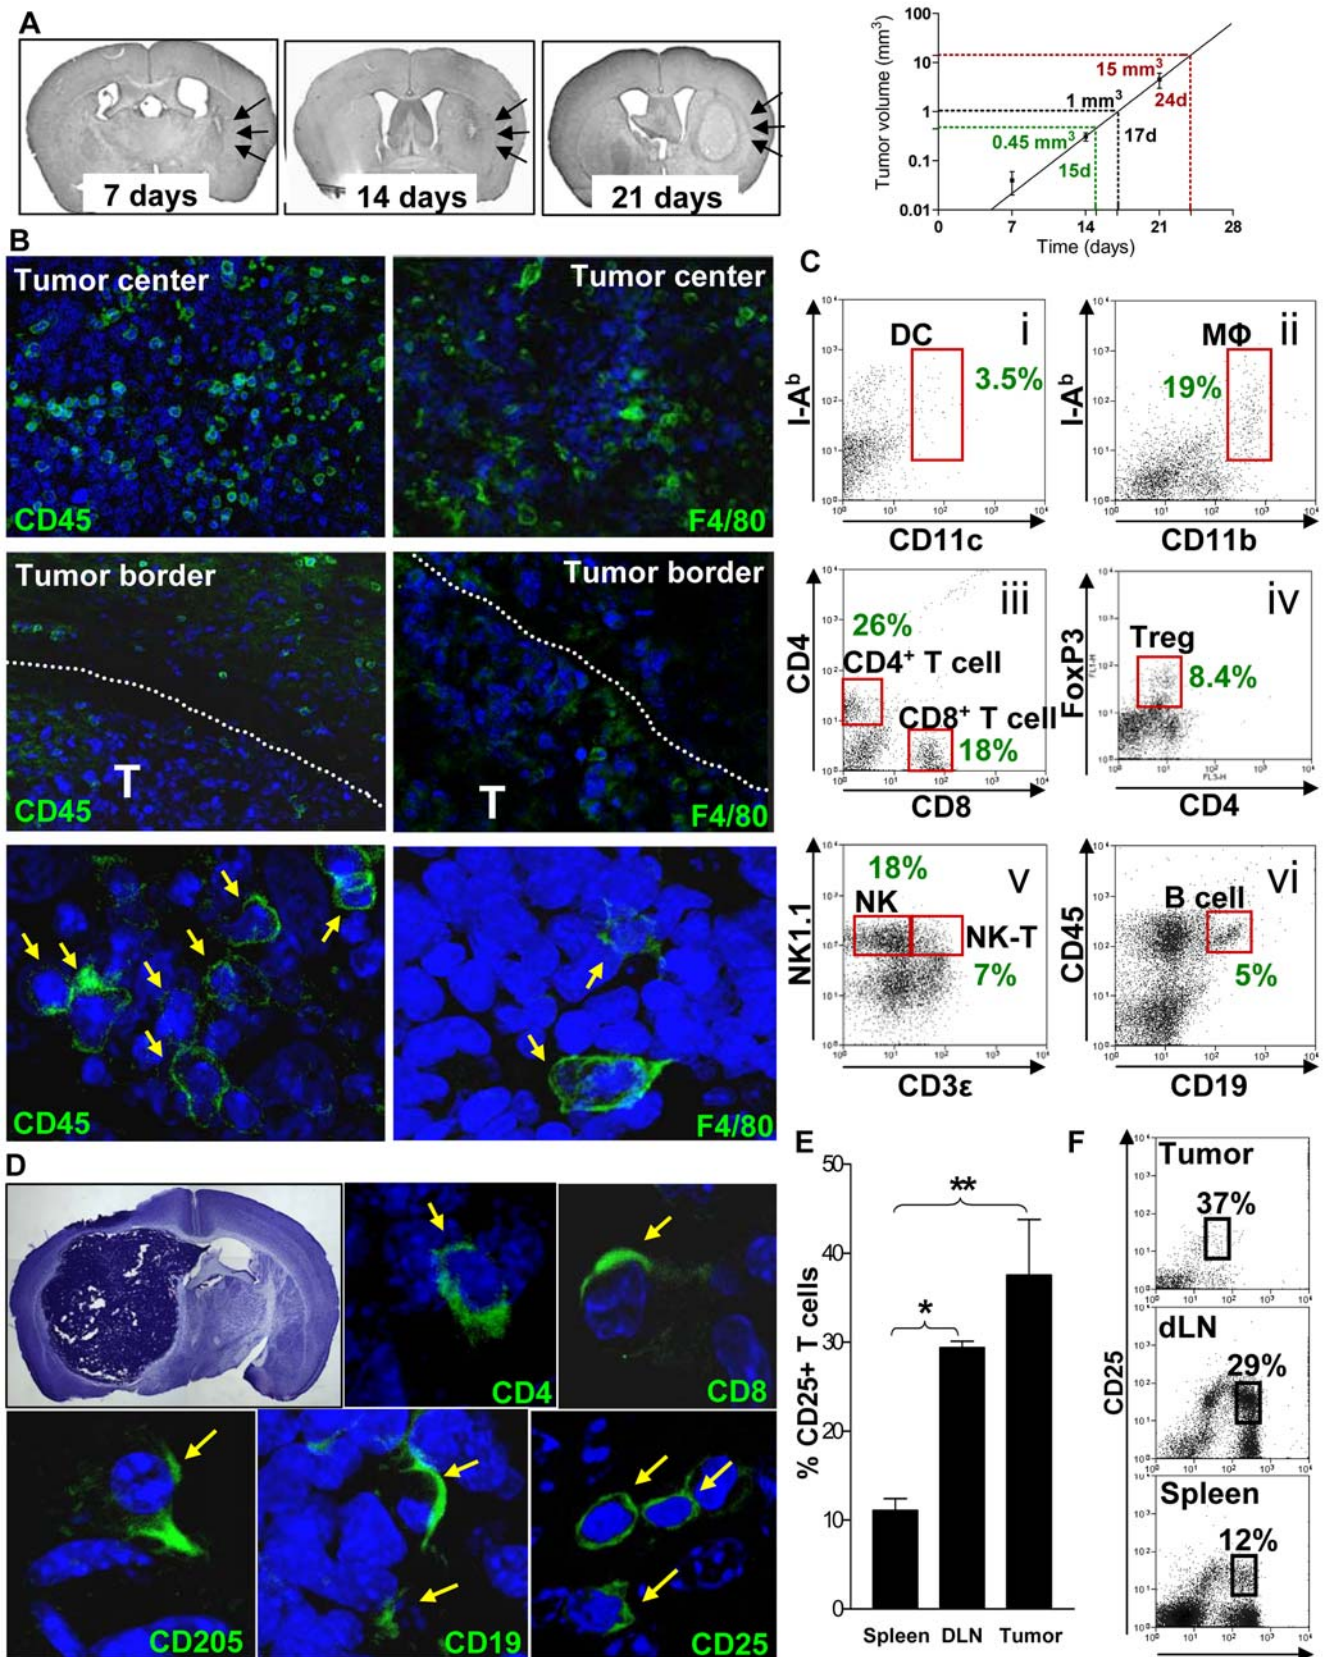 A
7 days
14 days
21 days
Tumor volume (mm3)
100
10
1
0.1
0.01
15 mm3
1 mm3
24d
0.45 mm3
17d
15d
0 7 14 21 28
Time (days)
B
Tumor center
CD45
Tumor center
F4/80
Tumor border
T
CD45
Tumor border
T
F4/80
CD45
F4/80
C
DC
i
3.5%
I-Ab
CD11c
MΦ
ii
19%
I-Ab
CD11b
iii
26%
CD4+ T cell
CD8+ T cell
18%
CD4
CD8
iv
Treg
8.4%
FoxP3
FL1-H
FL3-H
CD4
18%
v
NK
NK-T
7%
NK1.1
CD3ε
vi
B cell
5%
CD45
CD19
D
CD4
CD8
CD205
CD19
CD25
E
% CD25+ T cells
50
40
30
20
10
0
**
*
Spleen DLN Tumor
F
Tumor
37%
dLN
29%
CD25
Spleen
12%